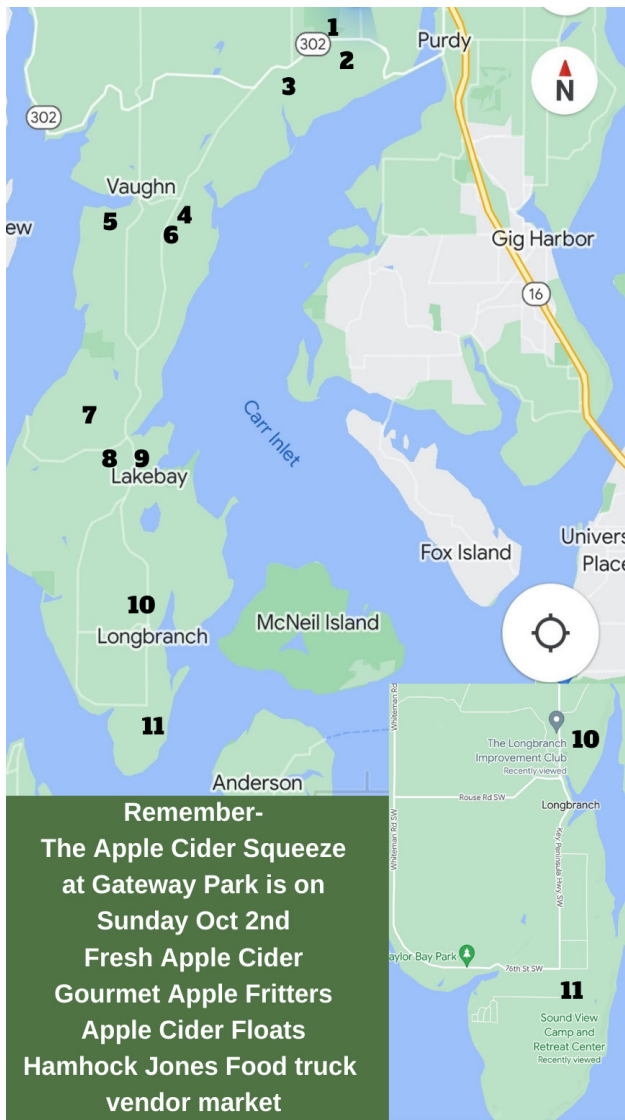 1
302
2
Purdy
3
N
302
Vaughn
5
4
6
ew
Gig Harbor
16
7
Carr Inlet
8
9
Lakebay
Fox Island
Univers
Place
10
Longbranch
McNeil Island
11
Anderson
Whiteman Rd
10
The Longbranch
Improvement Club
Recently viewed
Rouse Rd SW
Longbranch
Whiteman Rd SW
Key Peninsula Hwy SW
aylor Bay Park
76th St SW
11
Sound View
Camp and
Retreat Center
Recently viewed
Remember-
The Apple Cider Squeeze
at Gateway Park is on
Sunday Oct 2nd
Fresh Apple Cider
Gourmet Apple Fritters
Apple Cider Floats
Hamhock Jones Food truck
vendor market